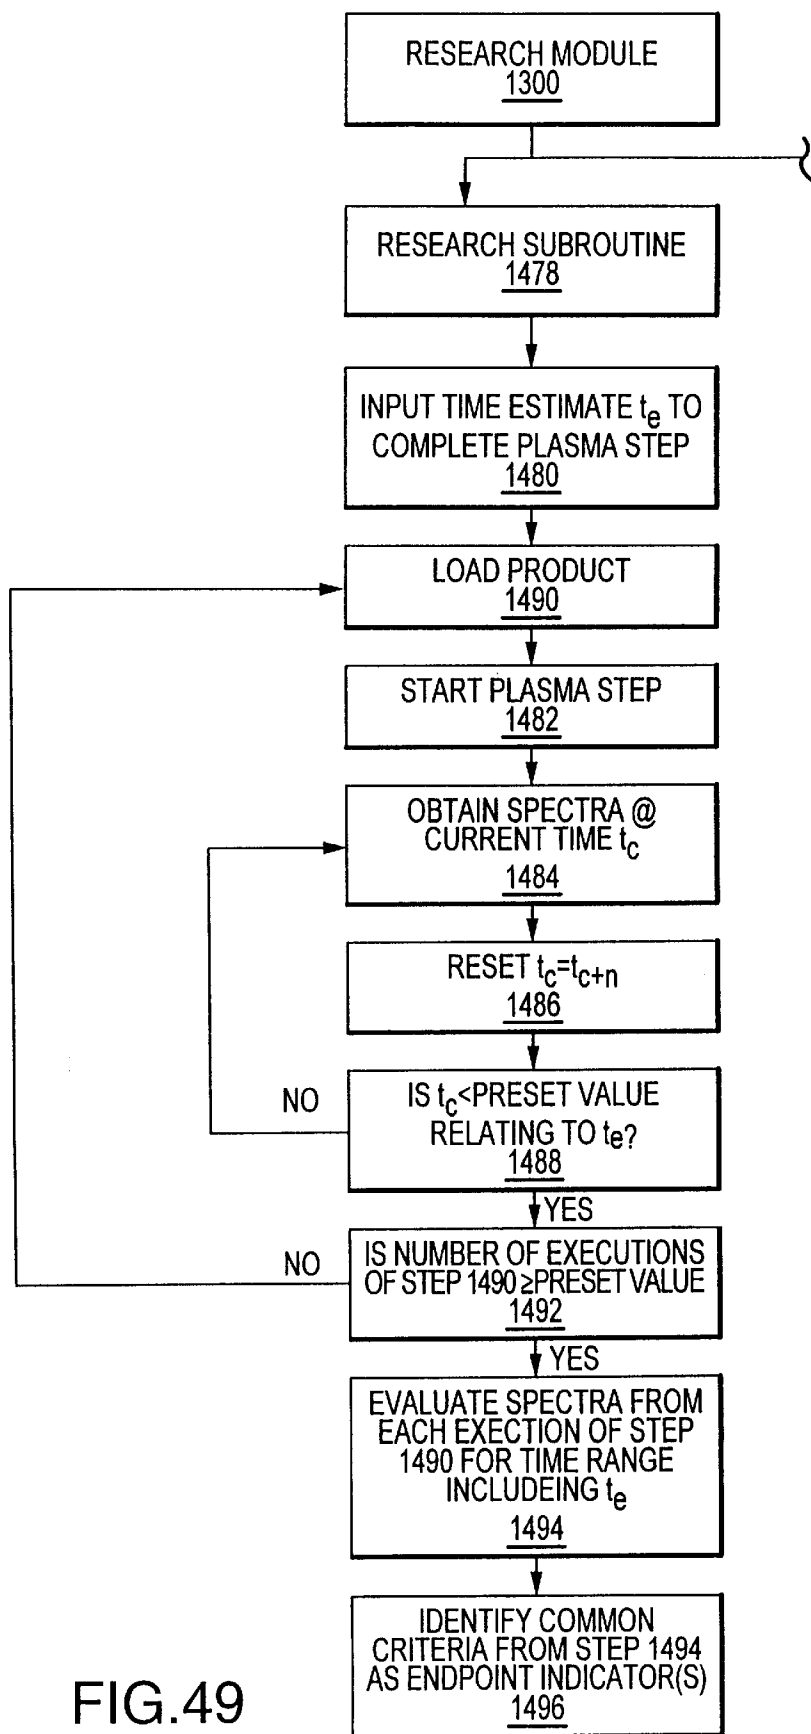 RESEARCH MODULE
1300
RESEARCH SUBROUTINE
1478
INPUT TIME ESTIMATE te TO
COMPLETE PLASMA STEP
1480
LOAD PRODUCT
1490
START PLASMA STEP
1482
OBTAIN SPECTRA @
CURRENT TIME tc
1484
RESET tc=tc+n
1486
NO
IS tc<PRESET VALUE
RELATING TO te?
1488
YES
NO
IS NUMBER OF EXECUTIONS
OF STEP 1490 ≥PRESET VALUE
1492
YES
EVALUATE SPECTRA FROM
EACH EXECTION OF STEP
1490 FOR TIME RANGE
INCLUDEING te
1494
IDENTIFY COMMON
CRITERIA FROM STEP 1494
AS ENDPOINT INDICATOR(S)
1496
FIG.49